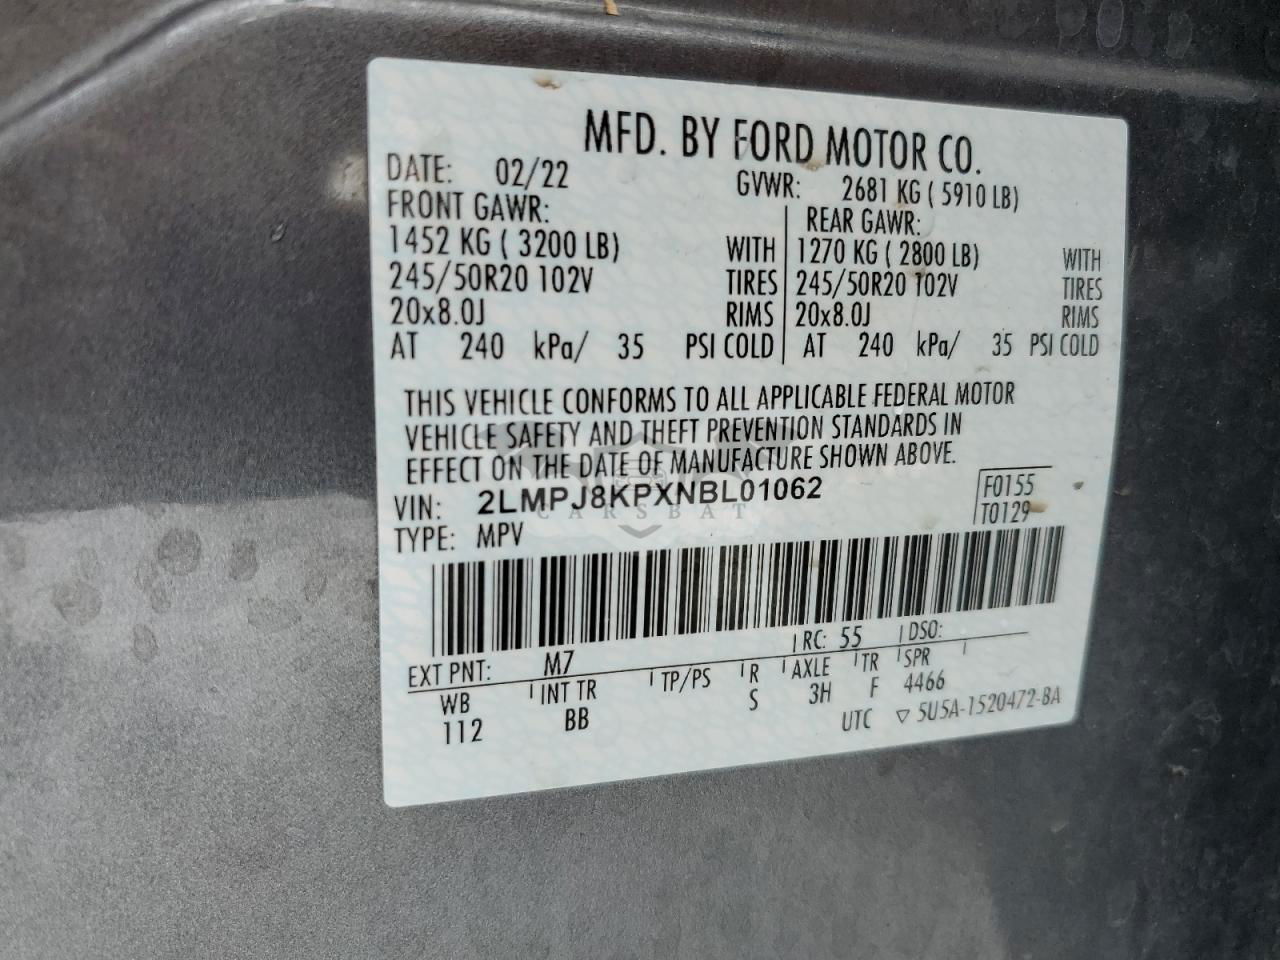 MFD. BY FORD MOTOR CO.
DATE: 02/22 GVWR: 2681 KG ( 5910 LB)
FRONT GAWR: REAR GAWR:
1452 KG ( 3200 LB) WITH 1270 KG ( 2800 LB) WITH
245/50R20 102V TIRES 245/50R20 102V TIRES
20x8.0J RIMS 20x8.0J RIMS
AT 240 kPa/ 35 PSI COLD AT 240 kPa/ 35 PSI COLD
THIS VEHICLE CONFORMS TO ALL APPLICABLE FEDERAL MOTOR
VEHICLE SAFETY AND THEFT PREVENTION STANDARDS IN
EFFECT ON THE DATE OF MANUFACTURE SHOWN ABOVE.
VIN: 2LMPJ8KPXNBL01062 F0155
CARSBAT T0129
TYPE: MPV
RC: 55 DSO:
EXT PNT: M7
WB INT TR TP/PS R AXLE TR SPR
112 BB S 3H F 4466
UTC ▽ 5U5A-1520472-BA